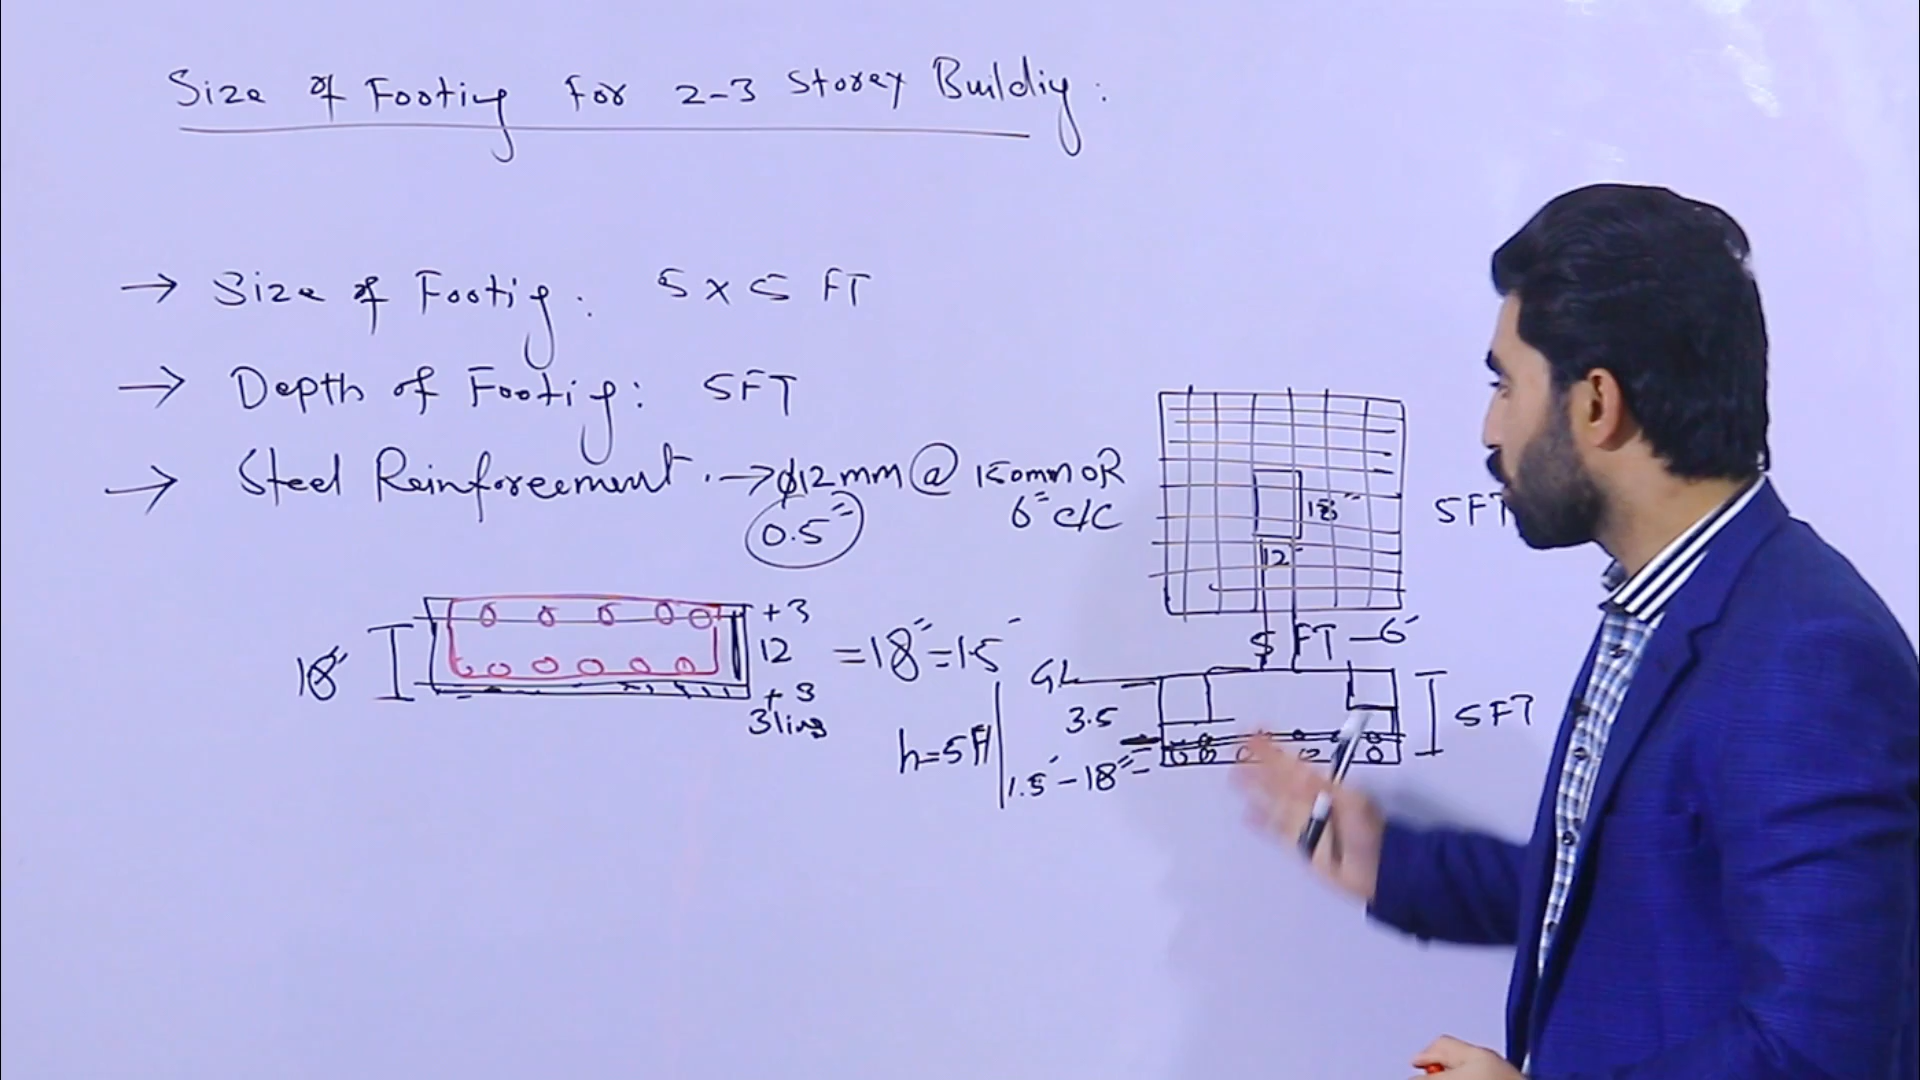 Size of Footing For 2-3 Storey Building:
→ Size of Footing: 5 x 5 FT
→ Depth of Footing: 5FT
→ Steel Reinforcement. → ϕ12mm @ 150mm OR
0.5" 6" c/c
18" 5FT
12"
5 FT - 6'
18"
+3
12 = 18" = 1.5'
+3
3"
GL
3.5 5FT
h=5ft
1.5' - 18"